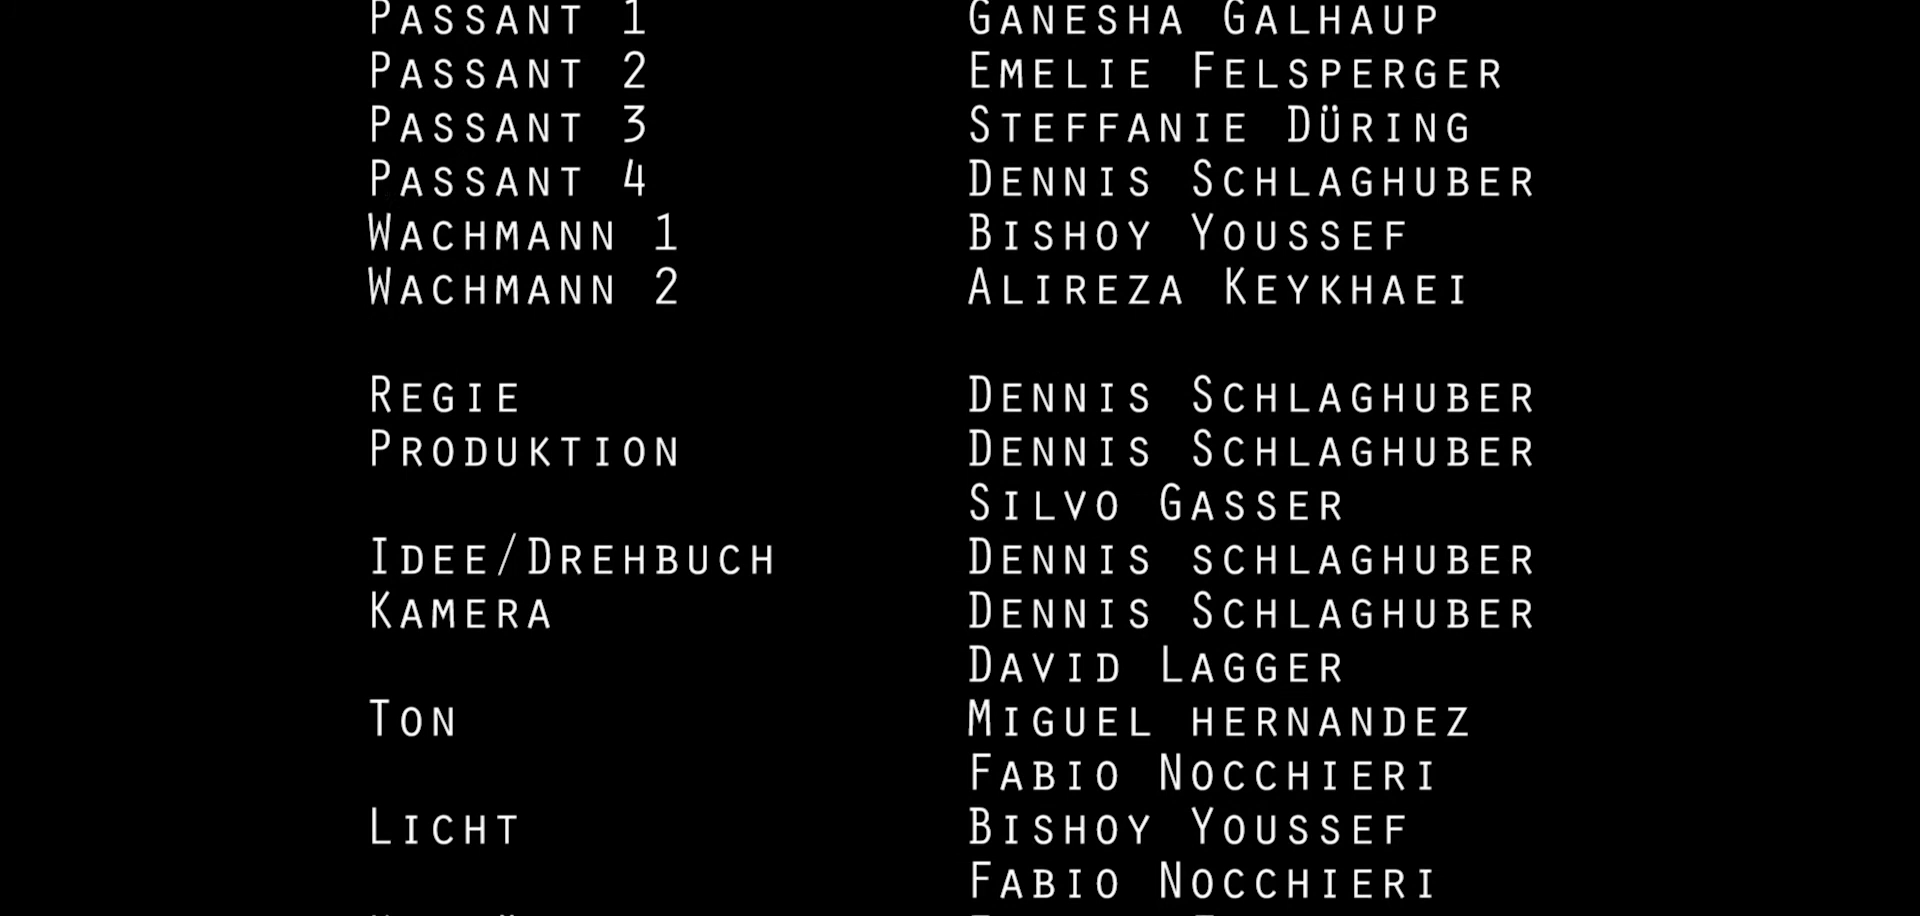 Passant 1 Ganesha Galhaup
Passant 2 Emelie Felsperger
Passant 3 Steffanie Düring
Passant 4 Dennis Schlaghuber
Wachmann 1 Bishoy Youssef
Wachmann 2 Alireza Keykhaei
Regie Dennis Schlaghuber
Produktion Dennis Schlaghuber
Silvo Gasser
Idee/Drehbuch Dennis schlaghuber
Kamera Dennis Schlaghuber
David Lagger
Ton Miguel hernandez
Fabio Nocchieri
Licht Bishoy Youssef
Fabio Nocchieri